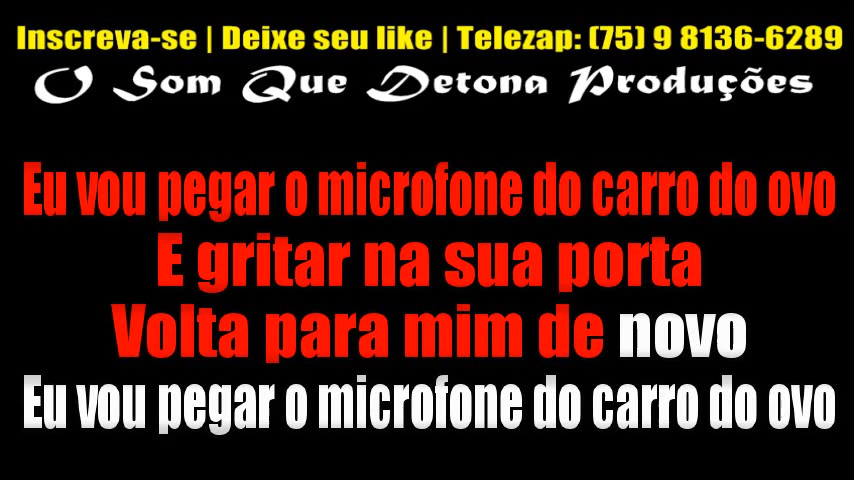 Inscreva-se | Deixe seu like | Telezap: (75) 9 8136-6289
O Som Que Detona Produções
Eu vou pegar o microfone do carro do ovo
E gritar na sua porta
Volta para mim de novo
Eu vou pegar o microfone do carro do ovo